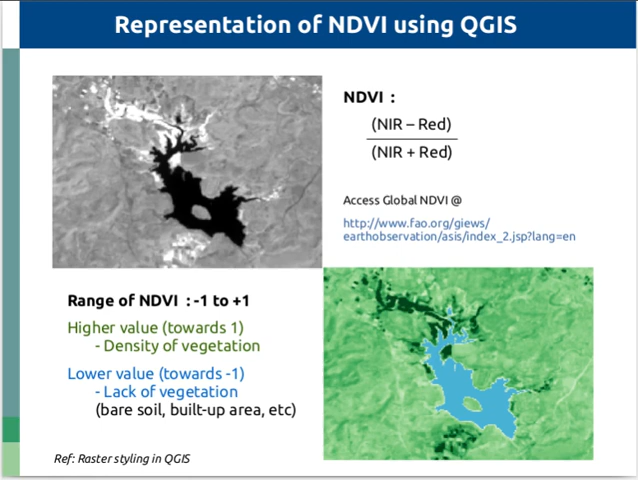 Representation of NDVI using QGIS
NDVI :
(NIR – Red)
(NIR + Red)
Access Global NDVI @
http://www.fao.org/giews/
earthobservation/asis/index_2.jsp?lang=en
Range of NDVI : -1 to +1
Higher value (towards 1)
- Density of vegetation
Lower value (towards -1)
- Lack of vegetation
(bare soil, built-up area, etc)
Ref: Raster styling in QGIS